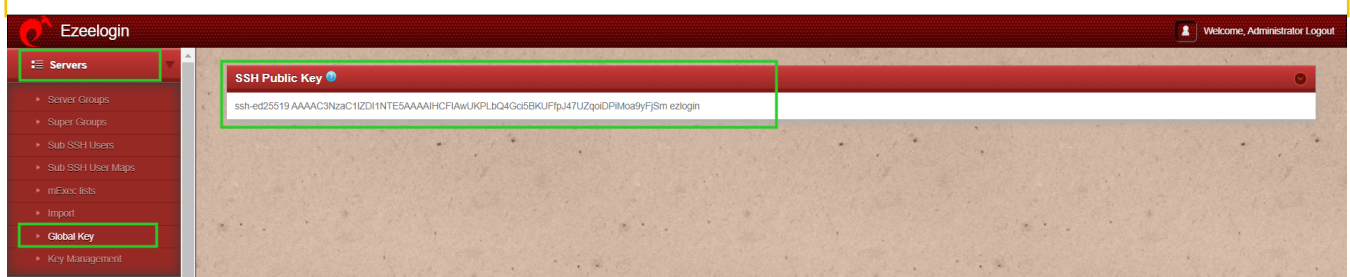 Ezeelogin
Welcome, Administrator Logout
Servers
Server Groups
Super Groups
Sub SSH Users
Sub SSH User Maps
mExec lists
Import
Global Key
Key Management
SSH Public Key
ssh-ed25519 AAAAC3NzaC1lZDI1NTE5AAAAIHCFIAwUKPLbQ4Gci5BKUFfpJ47UZqoiDPiMoa9yFjSm ezlogin